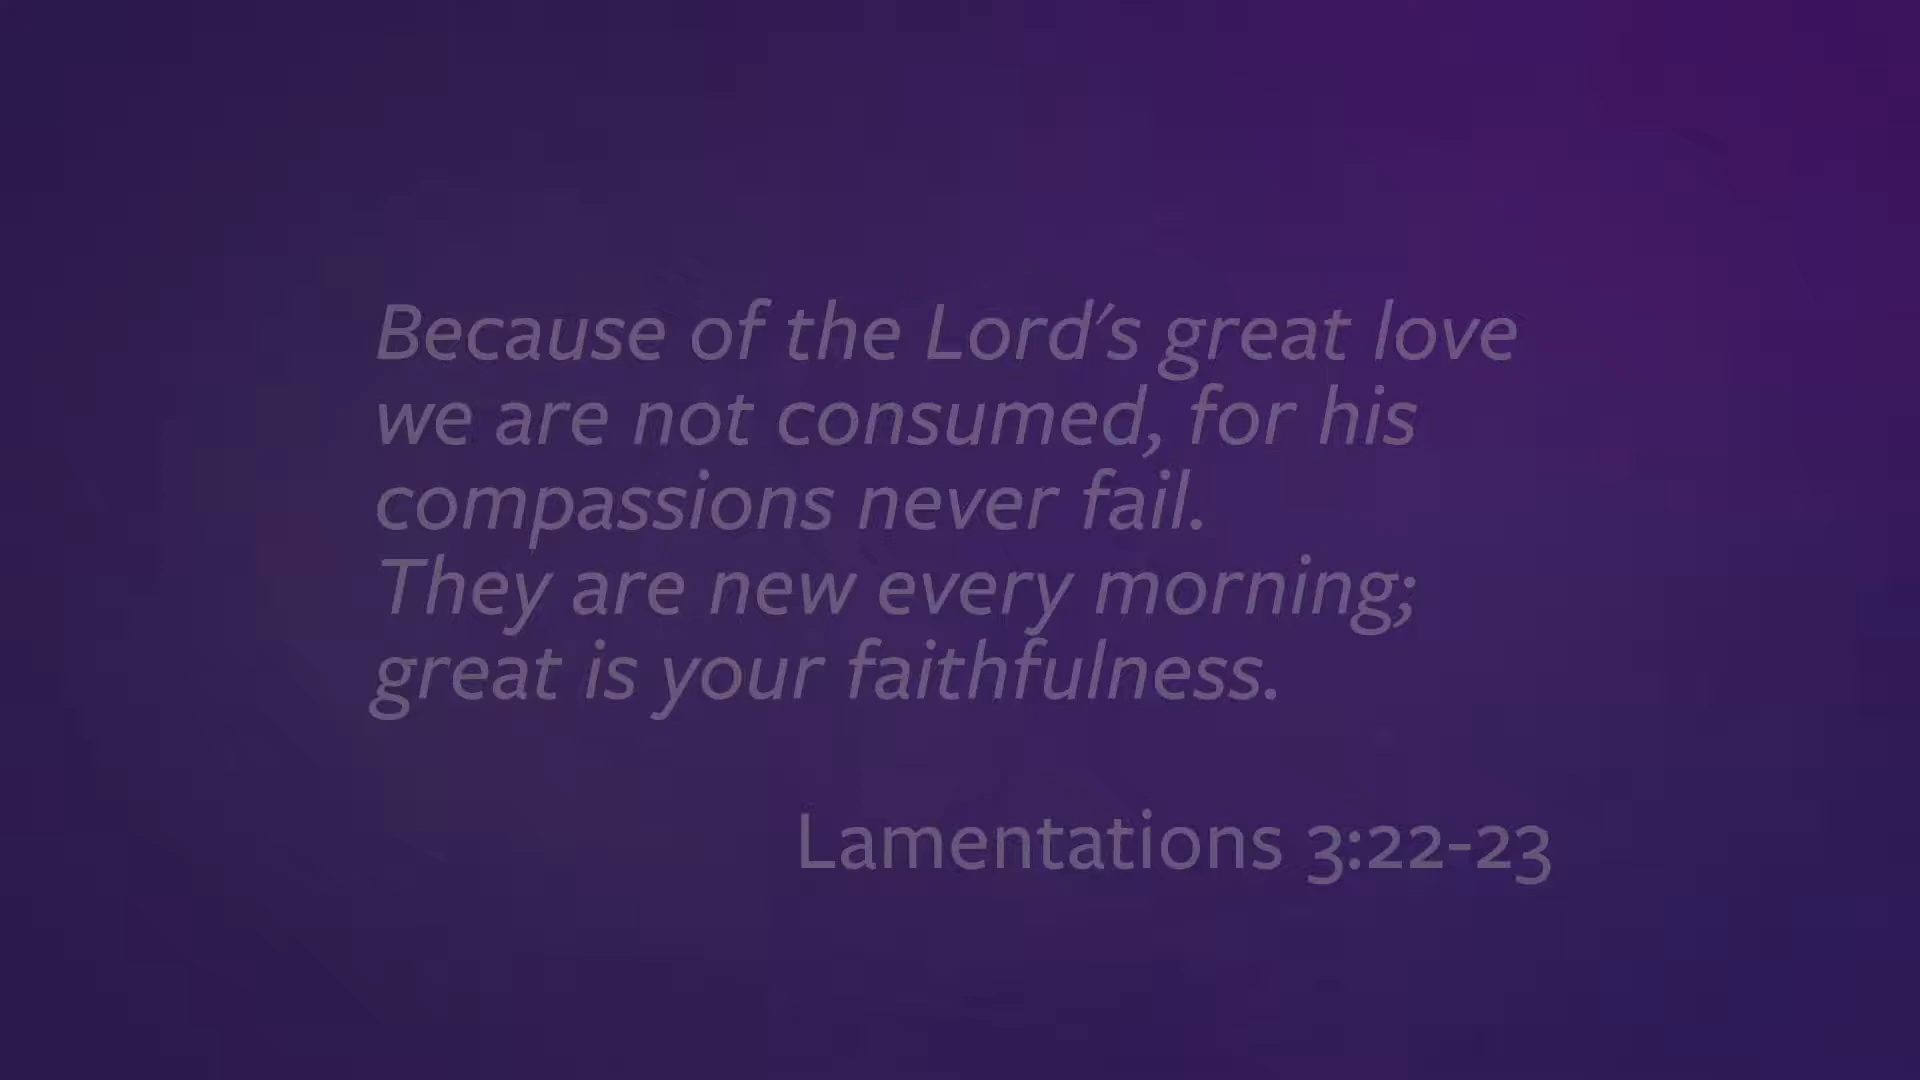 Because of the Lord's great love
we are not consumed, for his
compassions never fail.
They are new every morning;
great is your faithfulness.
Lamentations 3:22-23